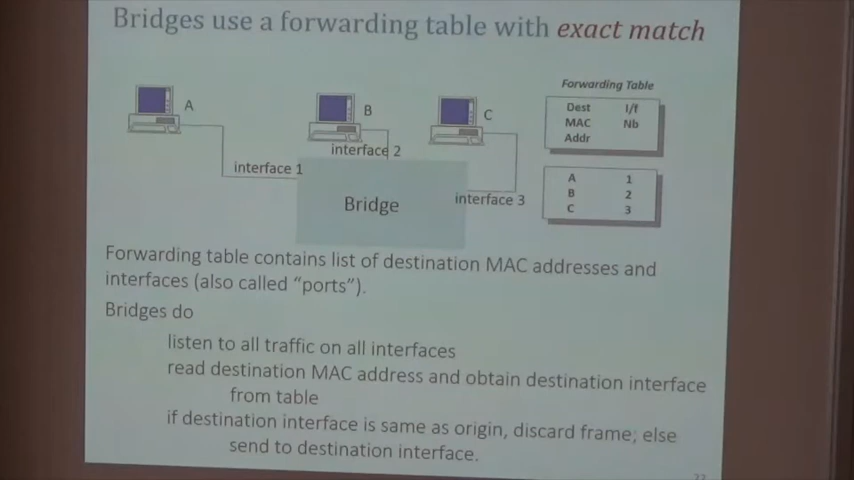 Bridges use a forwarding table with exact match
A
B
C
interface 1
interface 2
interface 3
Bridge
Forwarding Table
Dest I/f
MAC Nb
Addr
A 1
B 2
C 3
Forwarding table contains list of destination MAC addresses and
interfaces (also called “ports”).
Bridges do
listen to all traffic on all interfaces
read destination MAC address and obtain destination interface
from table
if destination interface is same as origin, discard frame; else
send to destination interface.